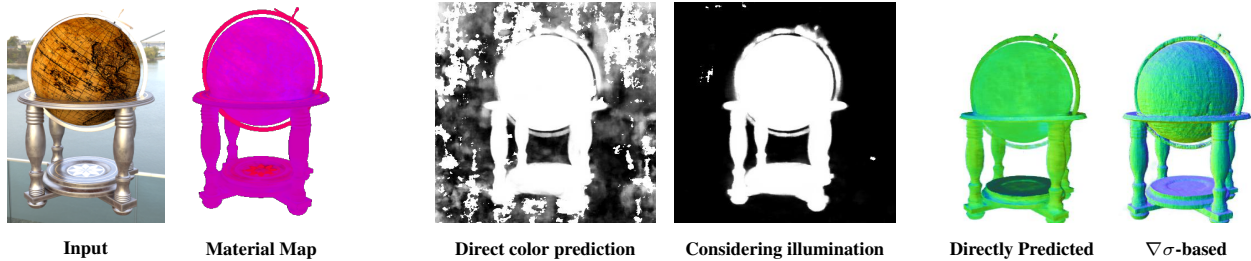 Input
Material Map
Direct color prediction
Considering illumination
Directly Predicted
∇σ-based